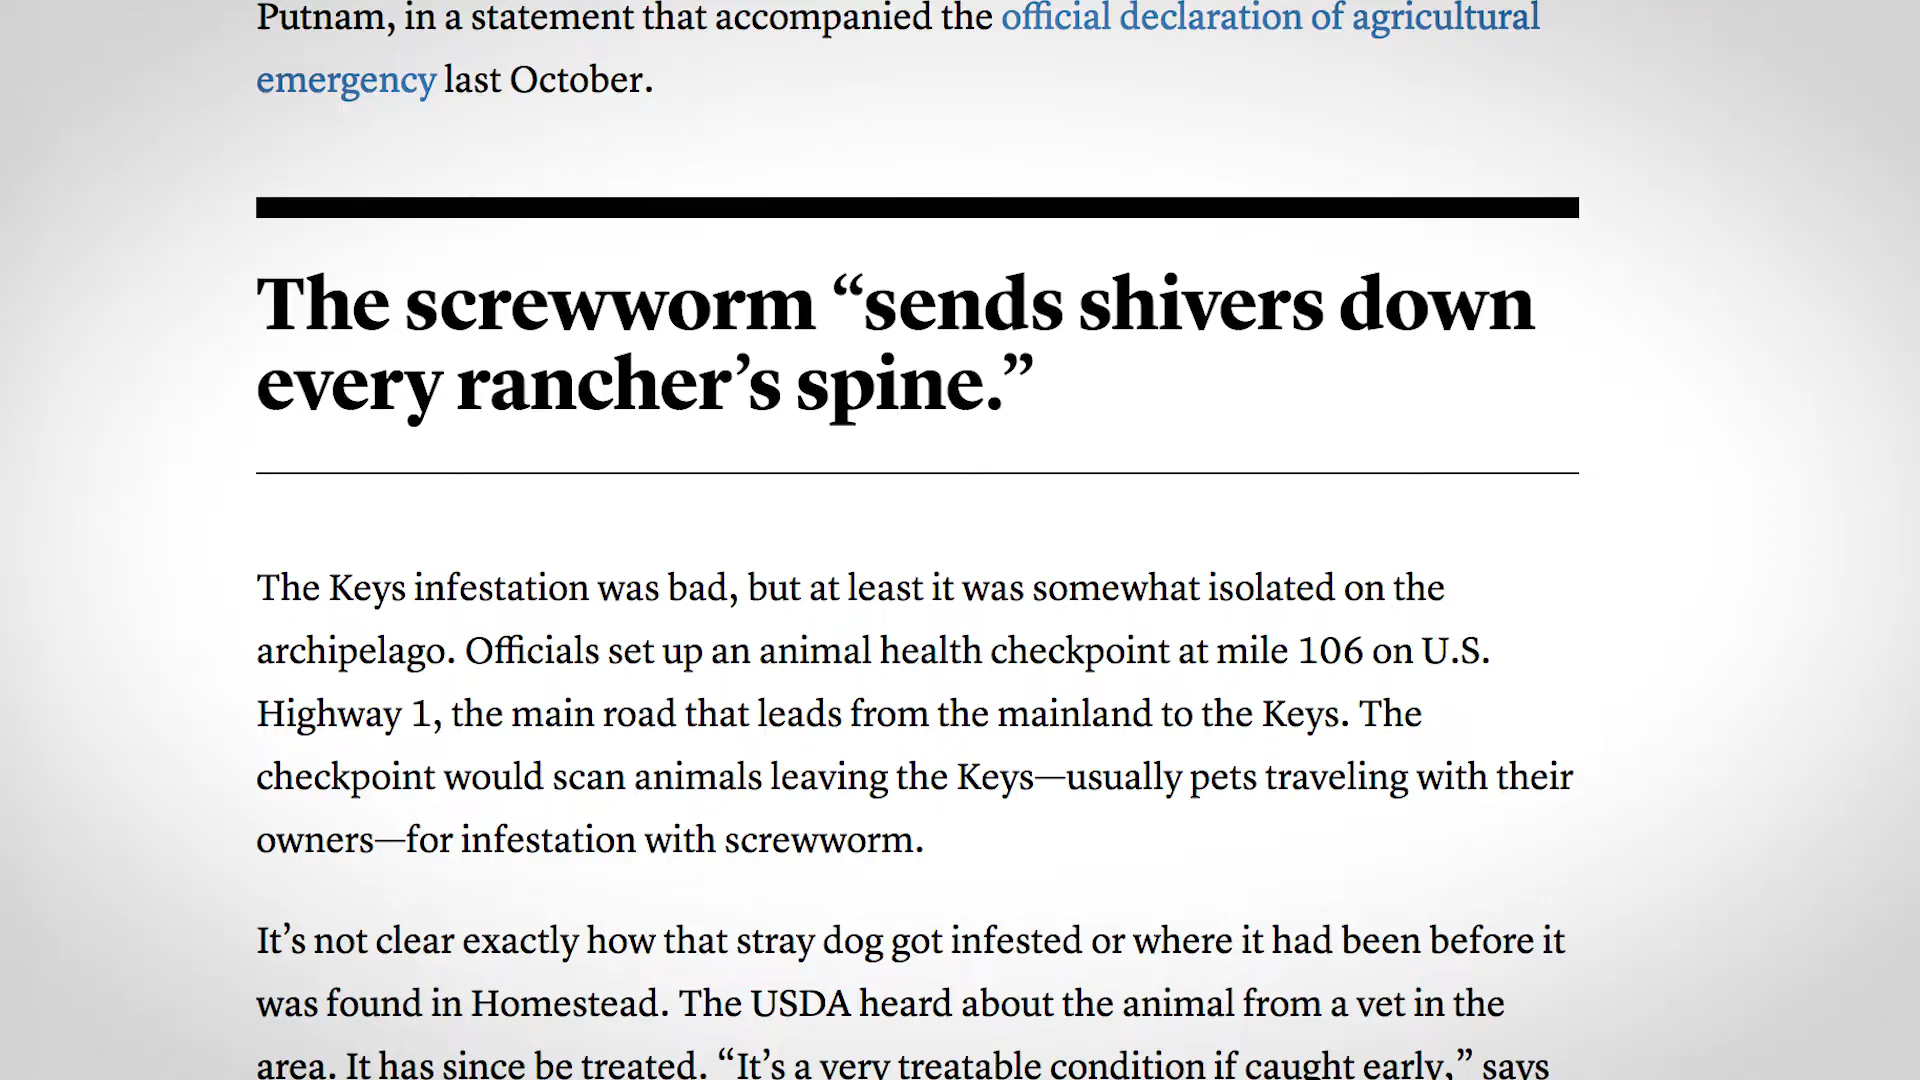 Putnam, in a statement that accompanied the official declaration of agricultural
emergency last October.
The screwworm “sends shivers down
every rancher’s spine.”
The Keys infestation was bad, but at least it was somewhat isolated on the
archipelago. Officials set up an animal health checkpoint at mile 106 on U.S.
Highway 1, the main road that leads from the mainland to the Keys. The
checkpoint would scan animals leaving the Keys—usually pets traveling with their
owners—for infestation with screwworm.
It’s not clear exactly how that stray dog got infested or where it had been before it
was found in Homestead. The USDA heard about the animal from a vet in the
area. It has since be treated. “It’s a very treatable condition if caught early,” says